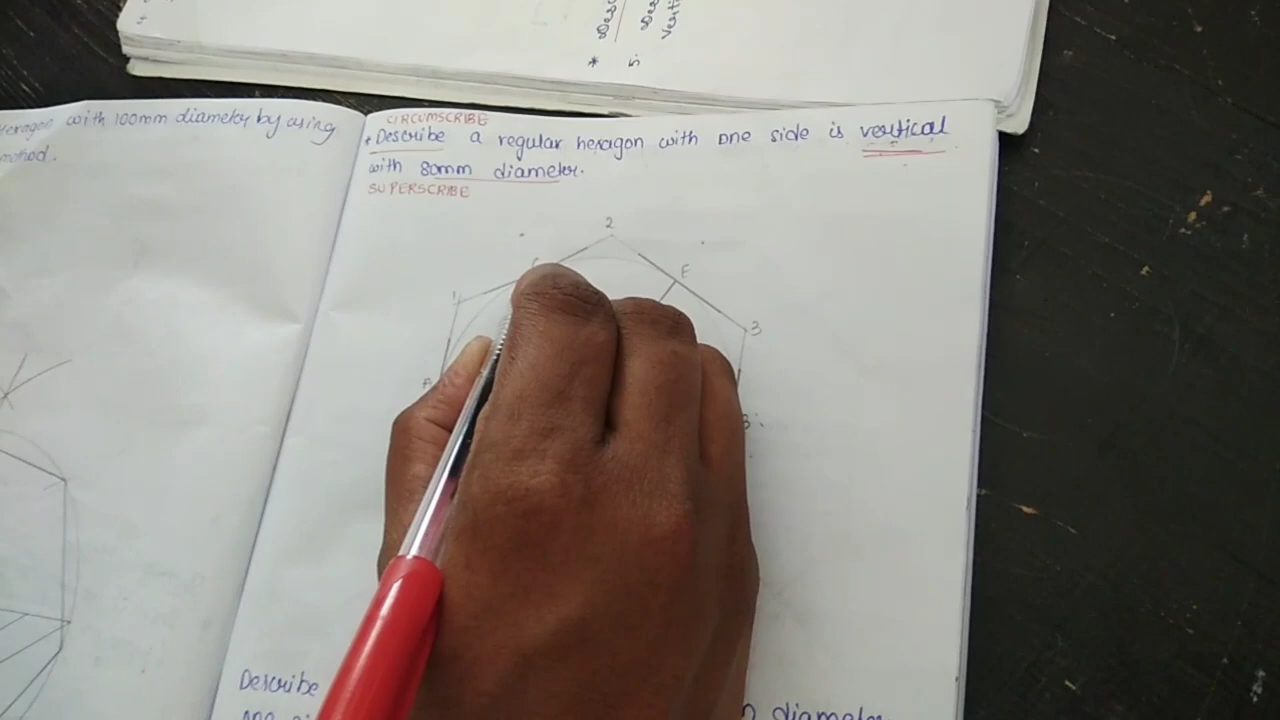 with 100mm diameter by using
method.
CIRCUMSCRIBE
* Describe a regular hexagon with one side is vertical
with 80mm diameter.
SUPERSCRIBE
2
E
1
3
A
B
Describe
diameter